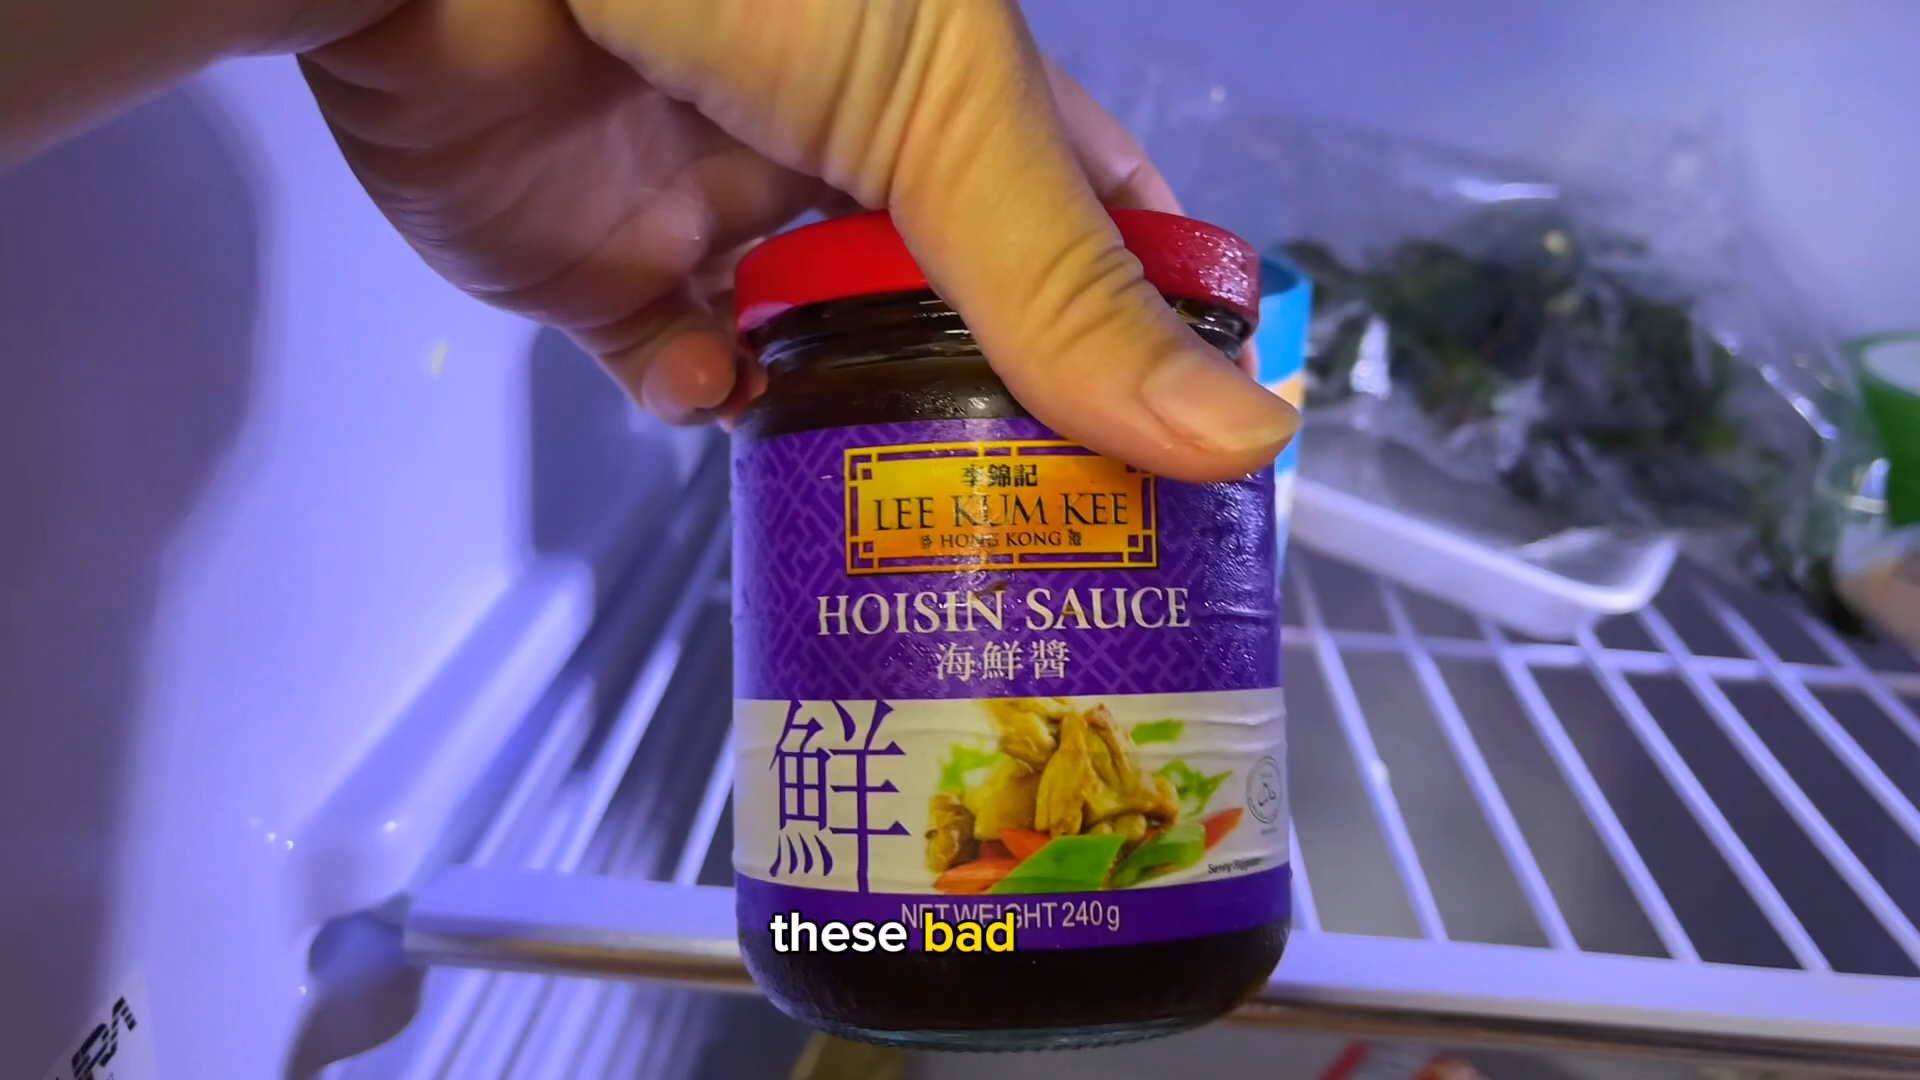 李錦記
LEE KUM KEE
HONG KONG
HOISIN SAUCE
海鮮醬
鮮
NET WEIGHT 240g
these bad